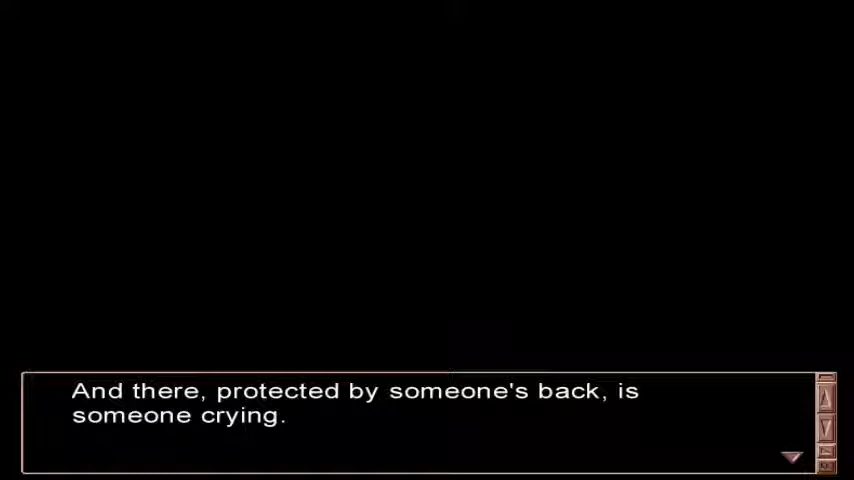 And there, protected by someone's back, is
someone crying.